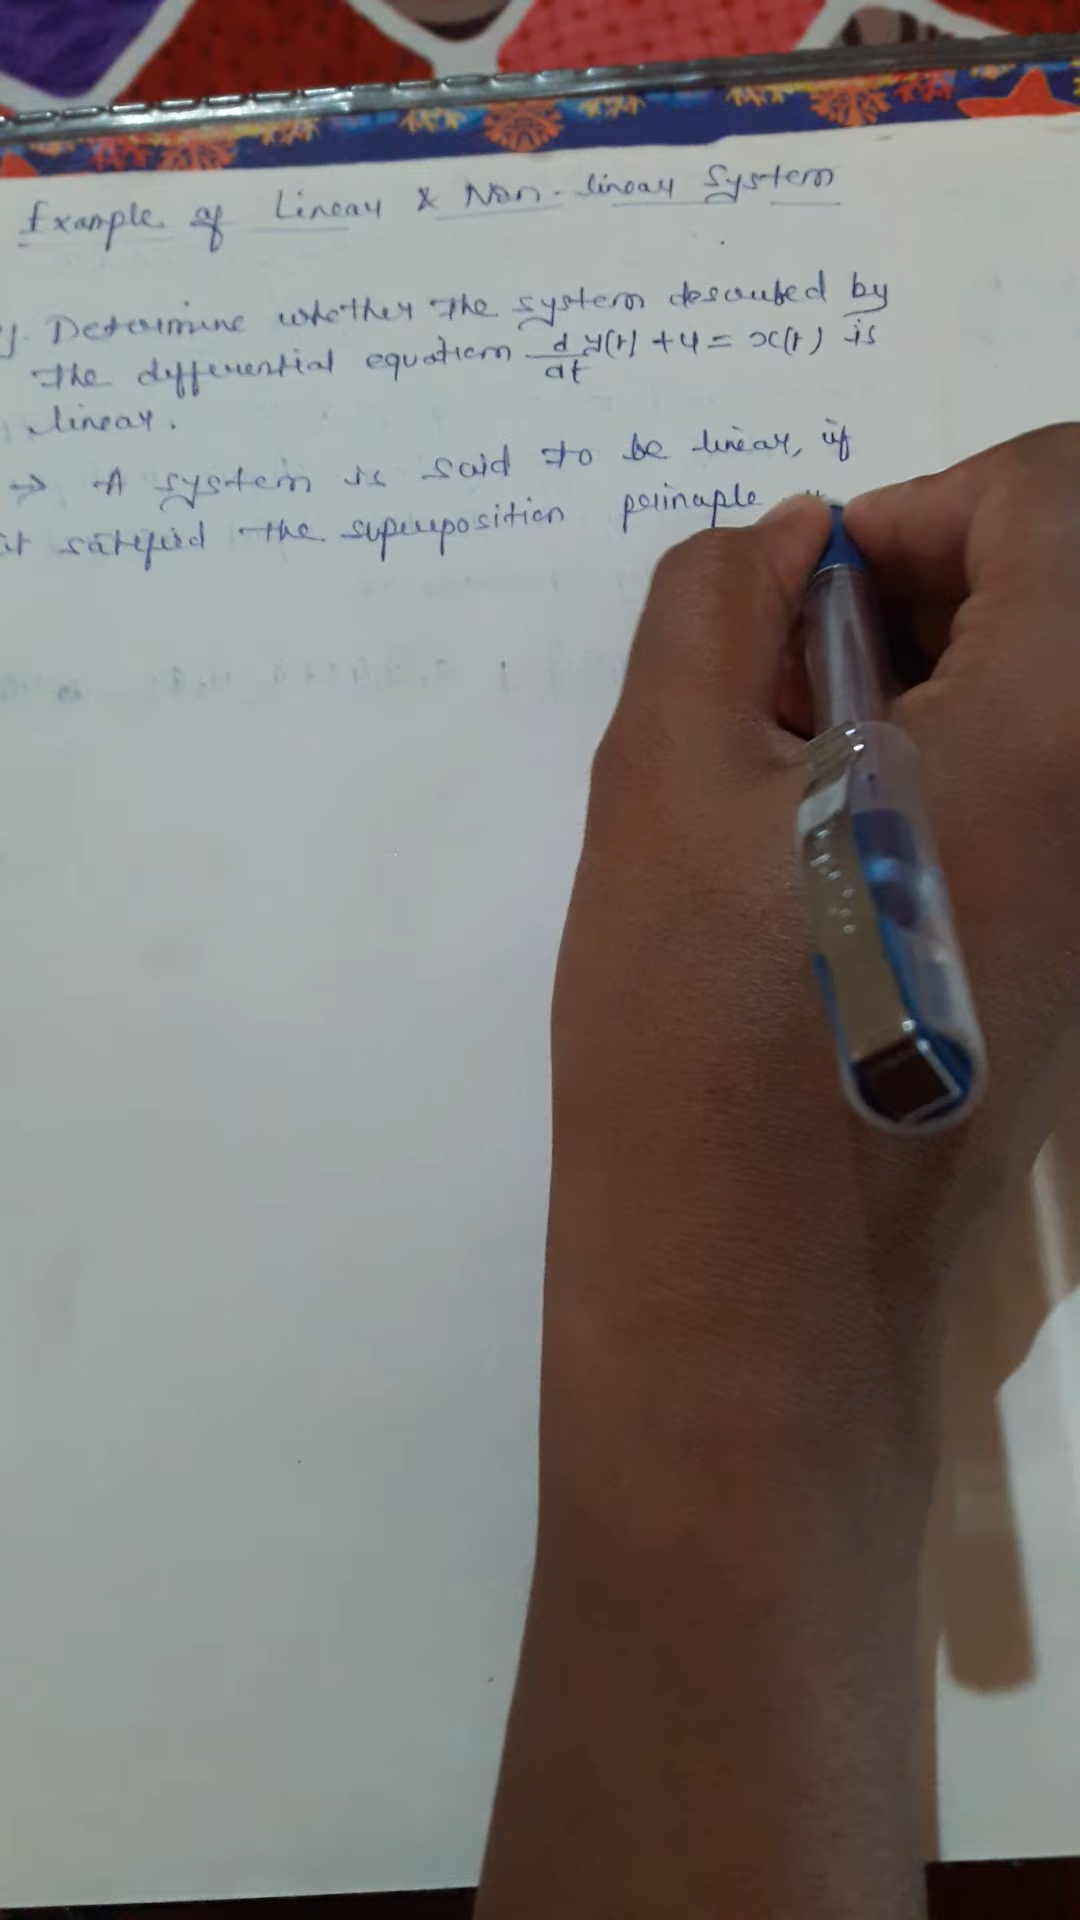 Example of Linear & Non-linear System
1. Determine whether the system described by
the differential equation d/dt y(t) + 4 = x(t) is
linear.
→ A system is said to be linear, if
it satisfied the superposition principle